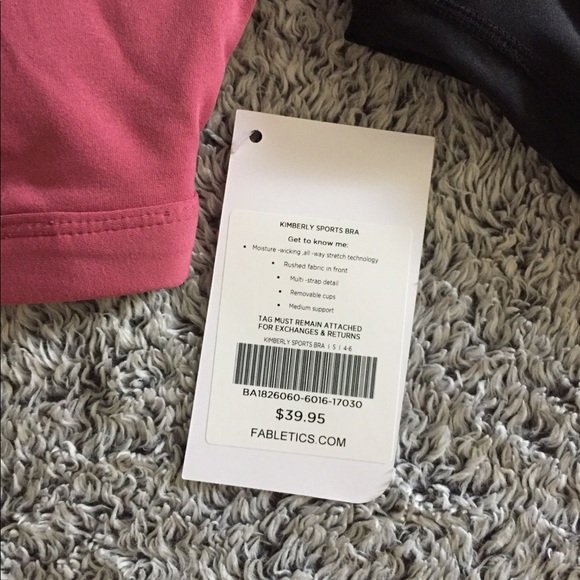 KIMBERLY SPORTS BRA
Get to know me:
• Moisture -wicking ,all -way stretch technology
• Rushed fabric in front
• Multi -strap detail
• Removable cups
• Medium support
TAG MUST REMAIN ATTACHED
FOR EXCHANGES & RETURNS
KIMBERLY SPORTS BRA | S | 4-6
BA1826060-6016-17030
$39.95
FABLETICS.COM